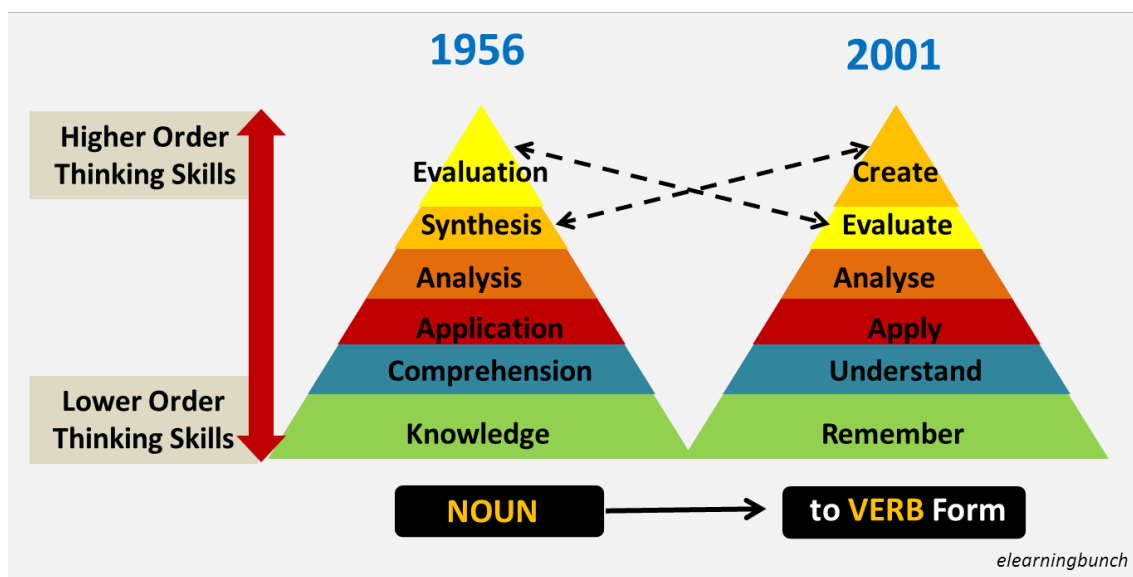 1956
2001
Higher Order
Thinking Skills
Evaluation
Create
Synthesis
Evaluate
Analysis
Analyse
Application
Apply
Comprehension
Understand
Lower Order
Thinking Skills
Knowledge
Remember
NOUN
to VERB Form
elearningbunch